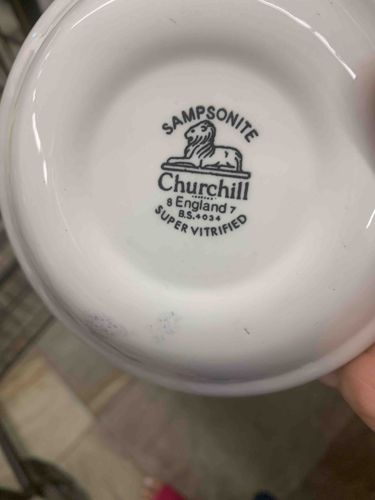 SAMPSONITE
Churchill
8 England 7
B.S.4034
SUPER VITRIFIED